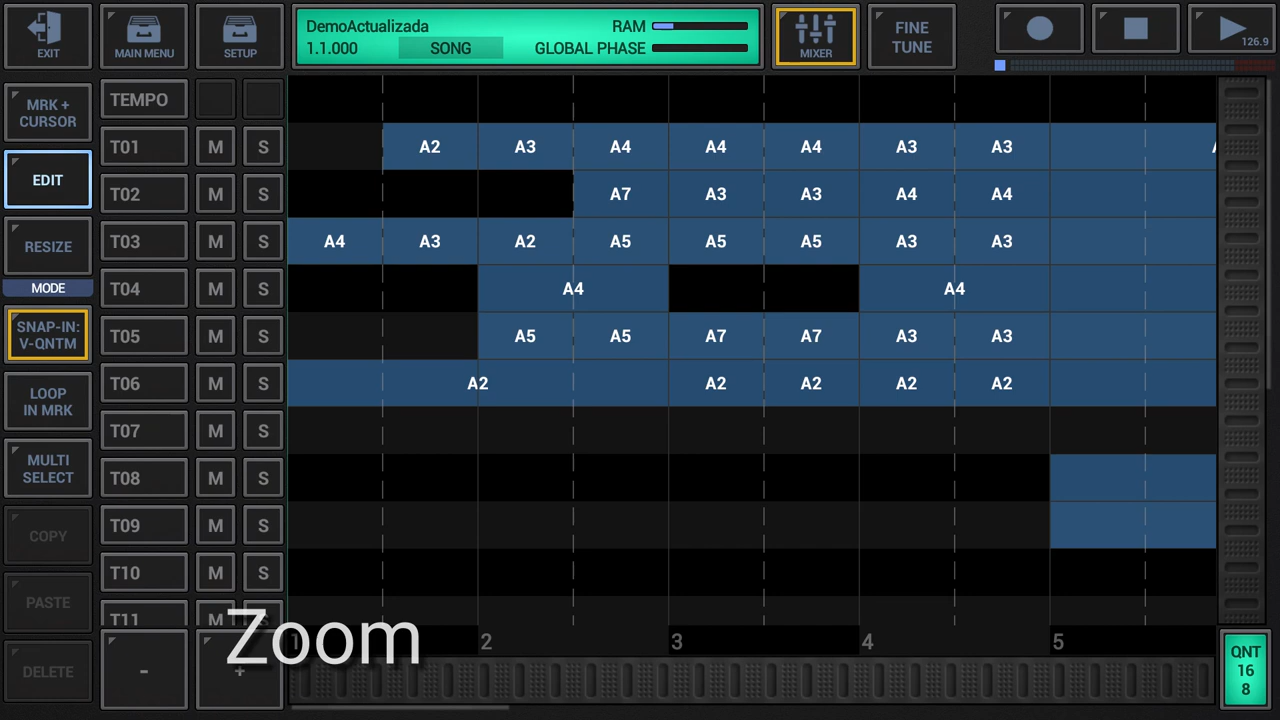 EXIT
MAIN MENU
SETUP
DemoActualizada
RAM
1.1.000
SONG
GLOBAL PHASE
MIXER
FINE
TUNE
126.9
MRK +
CURSOR
EDIT
RESIZE
MODE
SNAP-IN:
V-QNTM
LOOP
IN MRK
MULTI
SELECT
COPY
PASTE
DELETE
TEMPO
T01 M S A2 A3 A4 A4 A4 A3 A3
T02 M S A7 A3 A3 A4 A4
T03 M S A4 A3 A2 A5 A5 A5 A3 A3
T04 M S A4 A4
T05 M S A5 A5 A7 A7 A3 A3
T06 M S A2 A2 A2 A2 A2
T07 M S
T08 M S
T09 M S
T10 M S
T11 M S
- +
Zoom
2 3 4 5
QNT
16
8